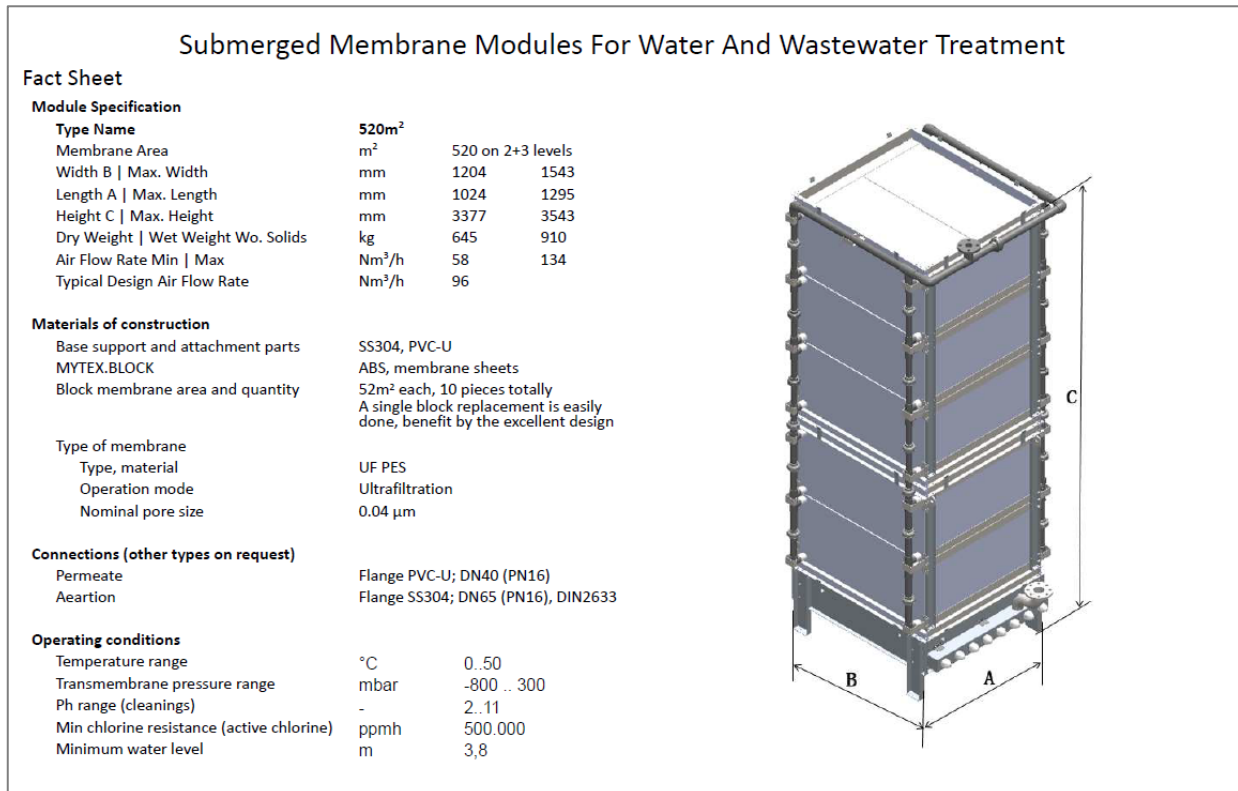 Submerged Membrane Modules For Water And Wastewater Treatment
Fact Sheet
Module Specification
Type Name 520m²
Membrane Area m² 520 on 2+3 levels
Width B | Max. Width mm 1204 1543
Length A | Max. Length mm 1024 1295
Height C | Max. Height mm 3377 3543
Dry Weight | Wet Weight Wo. Solids kg 645 910
Air Flow Rate Min | Max Nm³/h 58 134
Typical Design Air Flow Rate Nm³/h 96
Materials of construction
Base support and attachment parts SS304, PVC-U
MYTEX.BLOCK ABS, membrane sheets
Block membrane area and quantity 52m² each, 10 pieces totally
A single block replacement is easily
done, benefit by the excellent design
Type of membrane
Type, material UF PES
Operation mode Ultrafiltration
Nominal pore size 0.04 µm
Connections (other types on request)
Permeate Flange PVC-U; DN40 (PN16)
Aeartion Flange SS304; DN65 (PN16), DIN2633
Operating conditions
Temperature range °C 0..50
Transmembrane pressure range mbar -800 .. 300
Ph range (cleanings) - 2..11
Min chlorine resistance (active chlorine) ppmh 500.000
Minimum water level m 3,8
C
B
A